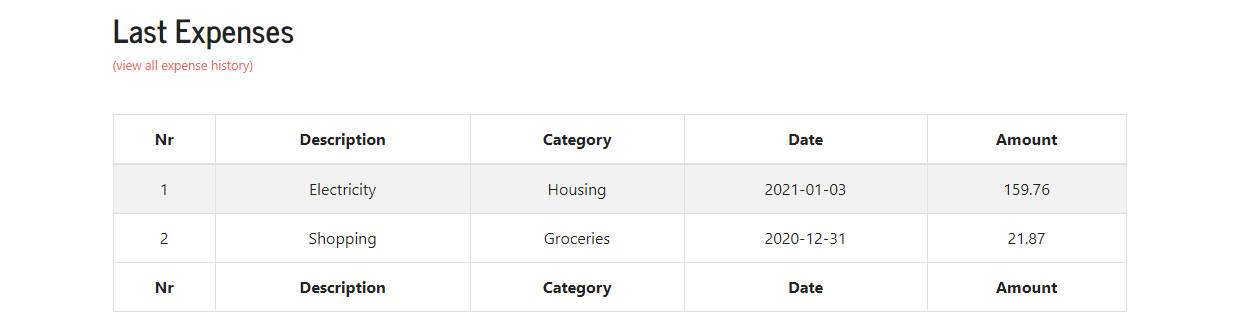 Last Expenses
(view all expense history)
Nr Description Category Date Amount
1 Electricity Housing 2021-01-03 159.76
2 Shopping Groceries 2020-12-31 21.87
Nr Description Category Date Amount